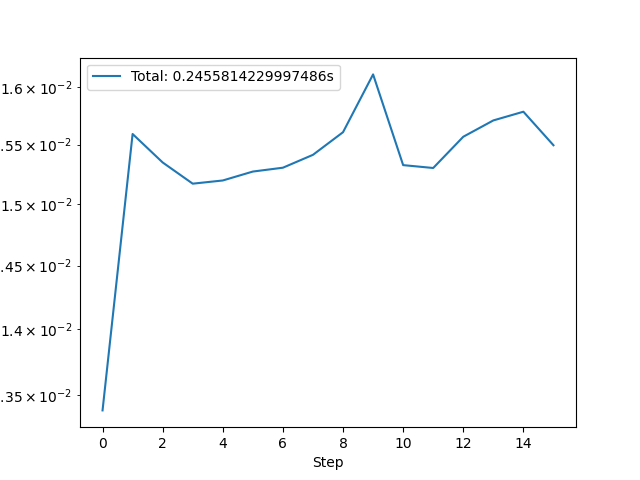 Total: 0.2455814229997486s
1.6 × 10⁻²
.55 × 10⁻²
1.5 × 10⁻²
.45 × 10⁻²
1.4 × 10⁻²
.35 × 10⁻²
0 2 4 6 8 10 12 14
Step